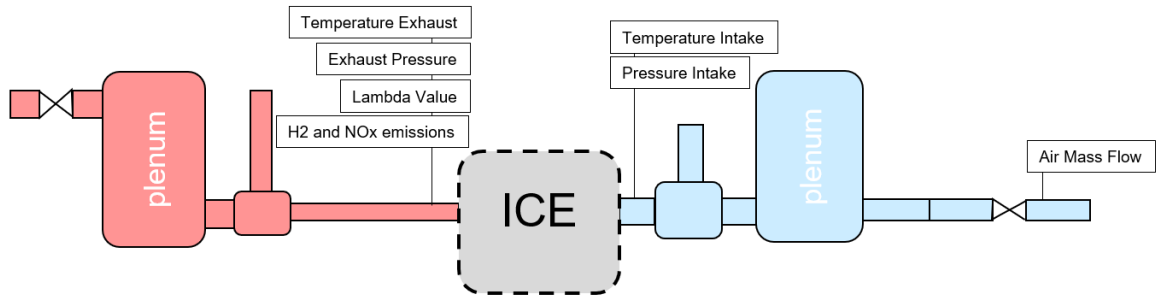 Temperature Exhaust
Exhaust Pressure
Lambda Value
H2 and NOx emissions
Temperature Intake
Pressure Intake
Air Mass Flow
plenum
ICE
plenum